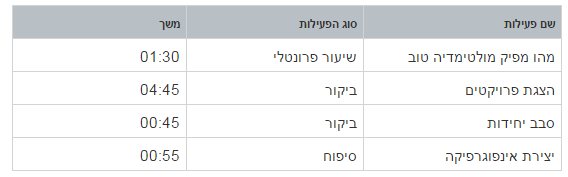 שם פעילות סוג הפעילות משך
מהו מפיק מולטימדיה טוב שיעור פרונטלי 01:30
הצגת פרויקטים ביקור 04:45
סבב יחידות ביקור 00:45
יצירת אינפוגרפיקה סיפוח 00:55